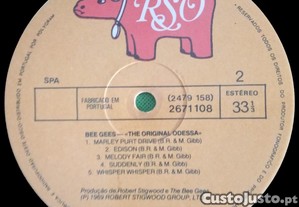 RSO
SPA
2
FABRICADO EM
PORTUGAL
(2479 158)
2671108
ESTÉREO
33⅓
BEE GEES — «THE ORIGINAL ODESSA»
1. MARLEY PURT DRIVE (B.R. & M. Gibb)
2. EDISON (B.R. & M. Gibb)
3. MELODY FAIR (B.R. & M. Gibb)
4. SUDDENLY (B.R. & M. Gibb)
5. WHISPER WHISPER (B.R. & M. Gibb)
Produção de Robert Stigwood e The Bee Gees
(P) 1969 ROBERT STIGWOOD GROUP, LT
Custojusto.pt